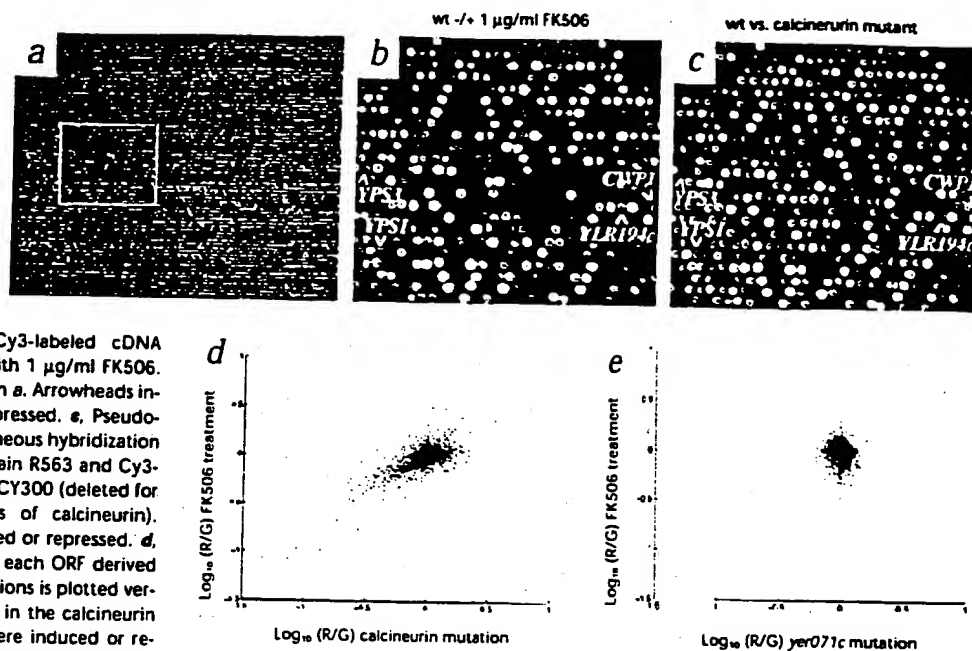 wt -/+ 1 µg/ml FK506
wt vs. calcinerurin mutant
a
b
c
CWP1
YPS1
YPS1
YLR194c
CWP1
YPS1
YPS1
YLR194c
Cy3-labeled cDNA
ith 1 µg/ml FK506.
n a. Arrowheads in-
pressed. c, Pseudo-
neous hybridization
ain R563 and Cy3-
CY300 (deleted for
s of calcineurin).
ed or repressed. d,
each ORF derived
ions is plotted ver-
in the calcineurin
ere induced or re-
d
Log₁₀ (R/G) FK506 treatment
Log₁₀ (R/G) calcineurin mutation
e
Log₁₀ (R/G) FK506 treatment
Log₁₀ (R/G) yer071c mutation